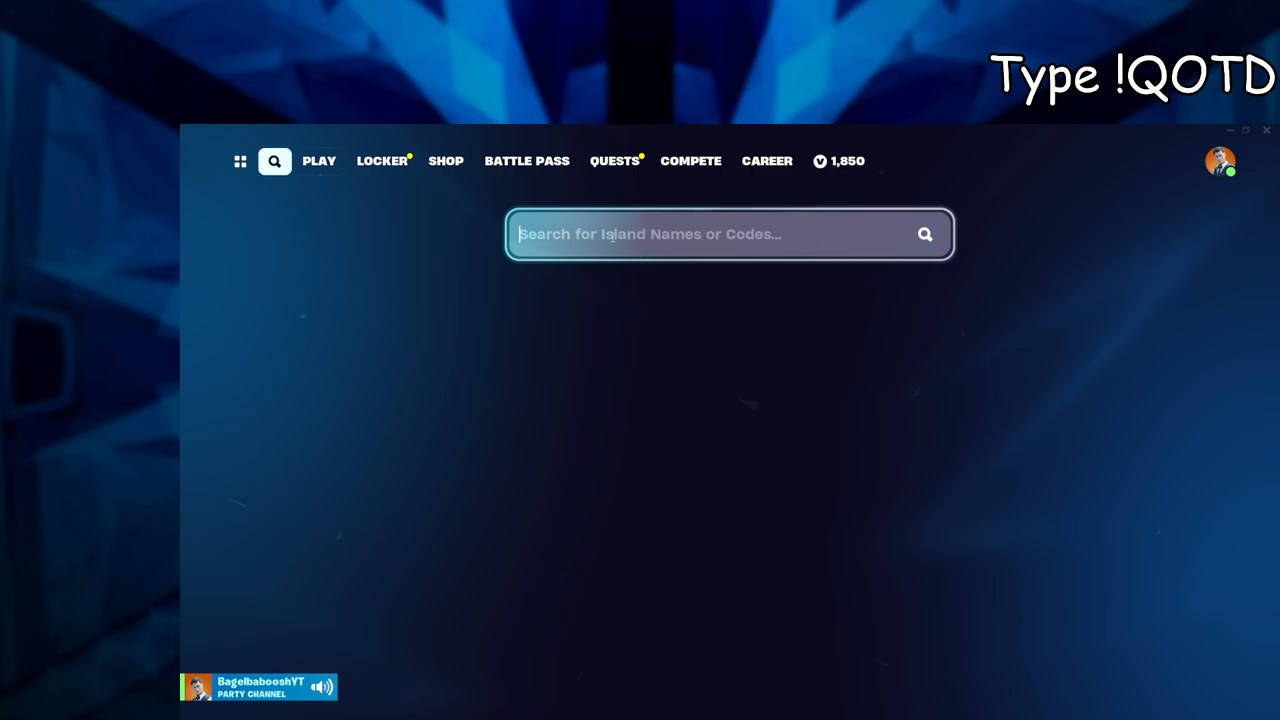 Type !QOTD
PLAY LOCKER SHOP BATTLE PASS QUESTS COMPETE CAREER V 1,850
Search for Island Names or Codes...
BagelbabooshYT
PARTY CHANNEL